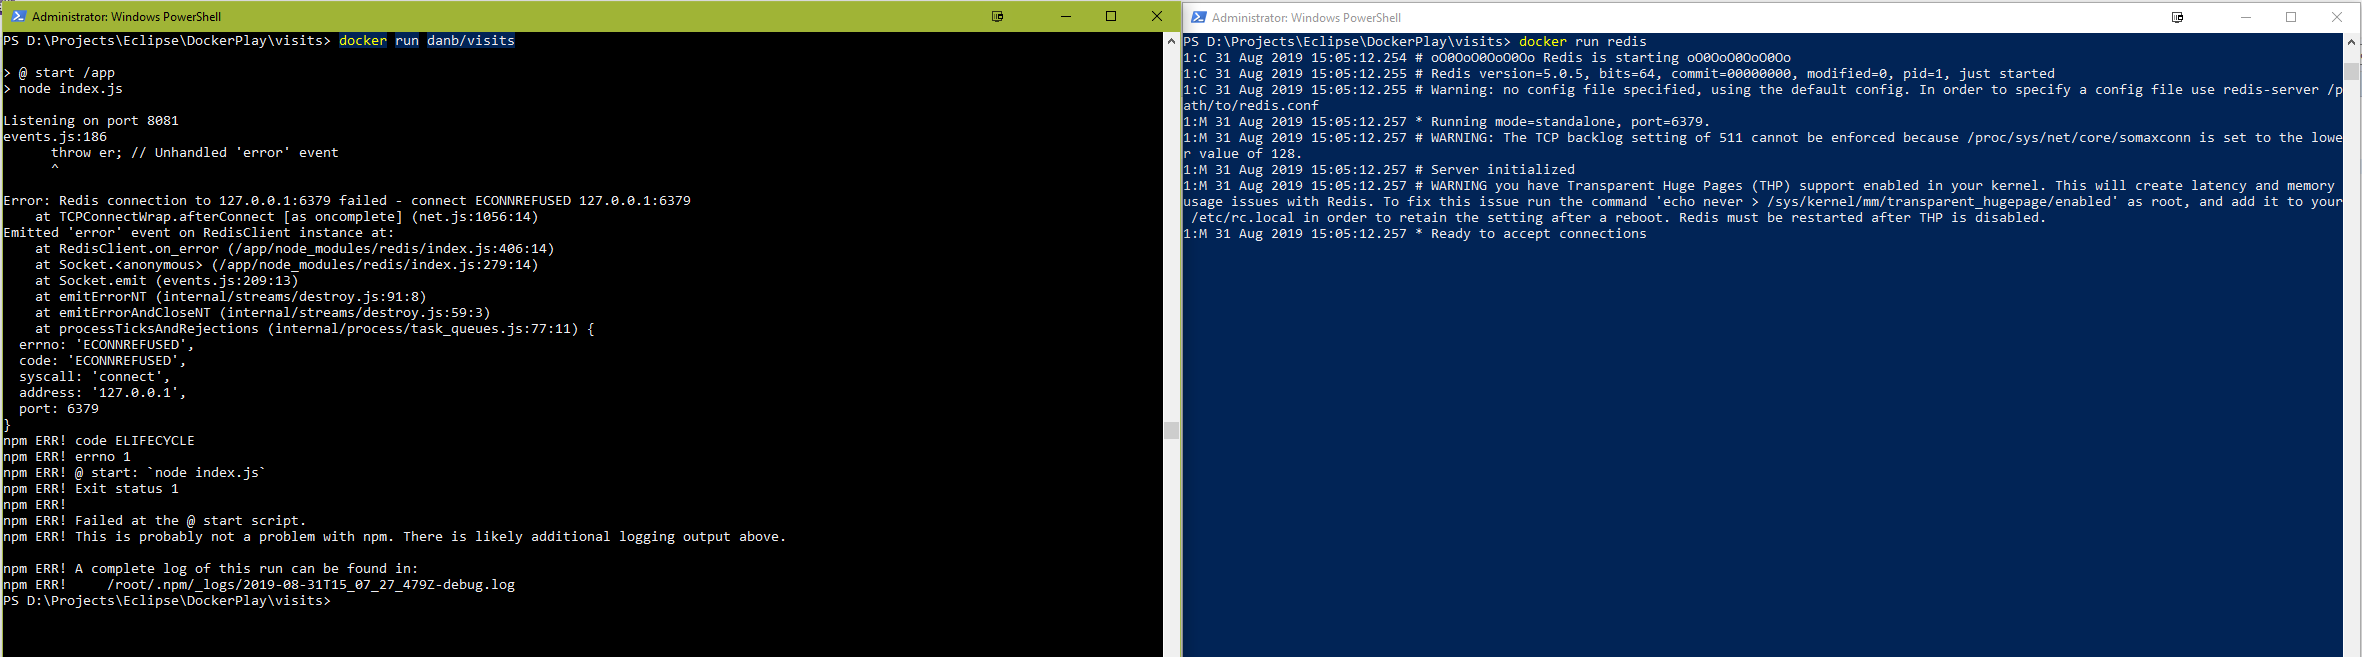 Administrator: Windows PowerShell
PS D:\Projects\Eclipse\DockerPlay\visits> docker run danb/visits

> @ start /app
> node index.js

Listening on port 8081
events.js:186
      throw er; // Unhandled 'error' event
      ^

Error: Redis connection to 127.0.0.1:6379 failed - connect ECONNREFUSED 127.0.0.1:6379
    at TCPConnectWrap.afterConnect [as oncomplete] (net.js:1056:14)
Emitted 'error' event on RedisClient instance at:
    at RedisClient.on_error (/app/node_modules/redis/index.js:406:14)
    at Socket.<anonymous> (/app/node_modules/redis/index.js:279:14)
    at Socket.emit (events.js:209:13)
    at emitErrorNT (internal/streams/destroy.js:91:8)
    at emitErrorAndCloseNT (internal/streams/destroy.js:59:3)
    at processTicksAndRejections (internal/process/task_queues.js:77:11) {
  errno: 'ECONNREFUSED',
  code: 'ECONNREFUSED',
  syscall: 'connect',
  address: '127.0.0.1',
  port: 6379
}
npm ERR! code ELIFECYCLE
npm ERR! errno 1
npm ERR! @ start: `node index.js`
npm ERR! Exit status 1
npm ERR!
npm ERR! Failed at the @ start script.
npm ERR! This is probably not a problem with npm. There is likely additional logging output above.

npm ERR! A complete log of this run can be found in:
npm ERR!     /root/.npm/_logs/2019-08-31T15_07_27_479Z-debug.log
PS D:\Projects\Eclipse\DockerPlay\visits>
Administrator: Windows PowerShell
PS D:\Projects\Eclipse\DockerPlay\visits> docker run redis
1:C 31 Aug 2019 15:05:12.254 # oO0OoO0OoO0Oo Redis is starting oO0OoO0OoO0Oo
1:C 31 Aug 2019 15:05:12.255 # Redis version=5.0.5, bits=64, commit=00000000, modified=0, pid=1, just started
1:C 31 Aug 2019 15:05:12.255 # Warning: no config file specified, using the default config. In order to specify a config file use redis-server /p
ath/to/redis.conf
1:M 31 Aug 2019 15:05:12.257 * Running mode=standalone, port=6379.
1:M 31 Aug 2019 15:05:12.257 # WARNING: The TCP backlog setting of 511 cannot be enforced because /proc/sys/net/core/somaxconn is set to the lowe
r value of 128.
1:M 31 Aug 2019 15:05:12.257 # Server initialized
1:M 31 Aug 2019 15:05:12.257 # WARNING you have Transparent Huge Pages (THP) support enabled in your kernel. This will create latency and memory
usage issues with Redis. To fix this issue run the command 'echo never > /sys/kernel/mm/transparent_hugepage/enabled' as root, and add it to your
 /etc/rc.local in order to retain the setting after a reboot. Redis must be restarted after THP is disabled.
1:M 31 Aug 2019 15:05:12.257 * Ready to accept connections